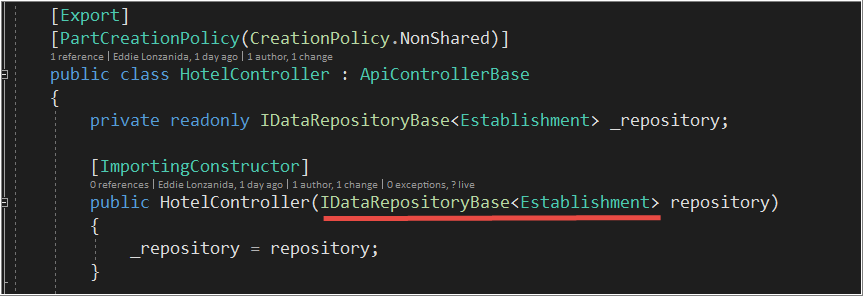 [Export]
[PartCreationPolicy(CreationPolicy.NonShared)]
1 reference | Eddie Lonzanida, 1 day ago | 1 author, 1 change
public class HotelController : ApiControllerBase
{
private readonly IDataRepositoryBase<Establishment> _repository;
[ImportingConstructor]
0 references | Eddie Lonzanida, 1 day ago | 1 author, 1 change | 0 exceptions, ? live
public HotelController(IDataRepositoryBase<Establishment> repository)
{
_repository = repository;
}